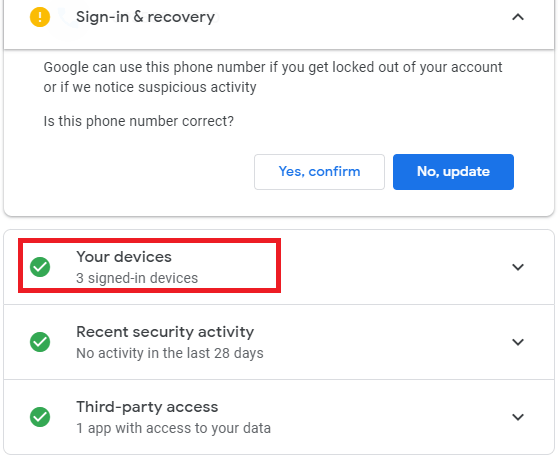 Sign-in & recovery
Google can use this phone number if you get locked out of your account
or if we notice suspicious activity
Is this phone number correct?
Yes, confirm
No, update
Your devices
3 signed-in devices
Recent security activity
No activity in the last 28 days
Third-party access
1 app with access to your data